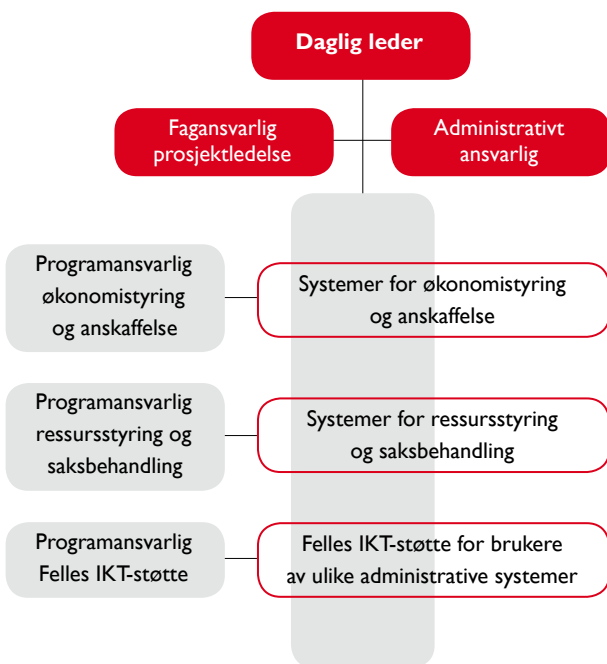 Daglig leder
Fagansvarlig
prosjektledelse
Administrativt
ansvarlig
Programansvarlig
økonomistyring
og anskaffelse
Systemer for økonomistyring
og anskaffelse
Programansvarlig
ressursstyring og
saksbehandling
Systemer for ressursstyring
og saksbehandling
Programansvarlig
Felles IKT-støtte
Felles IKT-støtte for brukere
av ulike administrative systemer